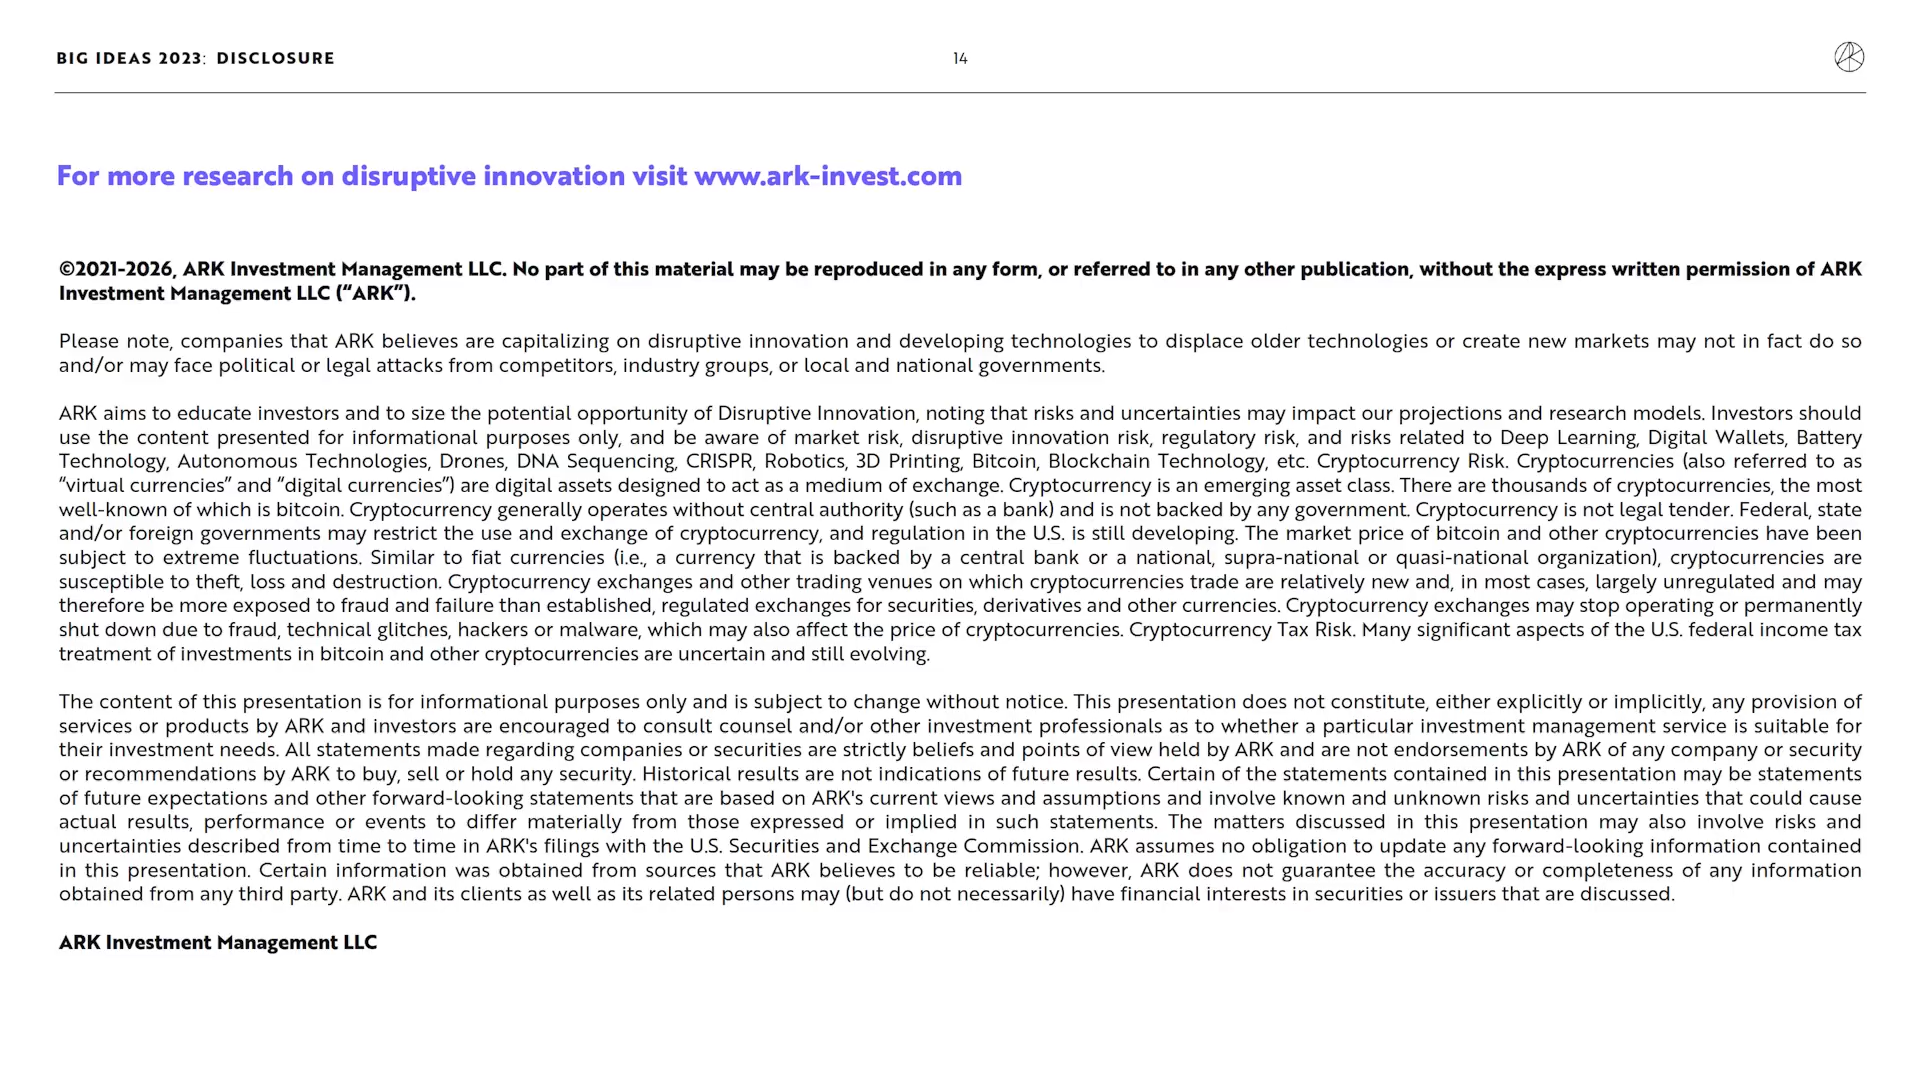 BIG IDEAS 2023: DISCLOSURE
14
For more research on disruptive innovation visit www.ark-invest.com
©2021-2026, ARK Investment Management LLC. No part of this material may be reproduced in any form, or referred to in any other publication, without the express written permission of ARK
Investment Management LLC (“ARK”).
Please note, companies that ARK believes are capitalizing on disruptive innovation and developing technologies to displace older technologies or create new markets may not in fact do so
and/or may face political or legal attacks from competitors, industry groups, or local and national governments.
ARK aims to educate investors and to size the potential opportunity of Disruptive Innovation, noting that risks and uncertainties may impact our projections and research models. Investors should
use the content presented for informational purposes only, and be aware of market risk, disruptive innovation risk, regulatory risk, and risks related to Deep Learning, Digital Wallets, Battery
Technology, Autonomous Technologies, Drones, DNA Sequencing, CRISPR, Robotics, 3D Printing, Bitcoin, Blockchain Technology, etc. Cryptocurrency Risk. Cryptocurrencies (also referred to as
“virtual currencies” and “digital currencies”) are digital assets designed to act as a medium of exchange. Cryptocurrency is an emerging asset class. There are thousands of cryptocurrencies, the most
well-known of which is bitcoin. Cryptocurrency generally operates without central authority (such as a bank) and is not backed by any government. Cryptocurrency is not legal tender. Federal, state
and/or foreign governments may restrict the use and exchange of cryptocurrency, and regulation in the U.S. is still developing. The market price of bitcoin and other cryptocurrencies have been
subject to extreme fluctuations. Similar to fiat currencies (i.e., a currency that is backed by a central bank or a national, supra-national or quasi-national organization), cryptocurrencies are
susceptible to theft, loss and destruction. Cryptocurrency exchanges and other trading venues on which cryptocurrencies trade are relatively new and, in most cases, largely unregulated and may
therefore be more exposed to fraud and failure than established, regulated exchanges for securities, derivatives and other currencies. Cryptocurrency exchanges may stop operating or permanently
shut down due to fraud, technical glitches, hackers or malware, which may also affect the price of cryptocurrencies. Cryptocurrency Tax Risk. Many significant aspects of the U.S. federal income tax
treatment of investments in bitcoin and other cryptocurrencies are uncertain and still evolving.
The content of this presentation is for informational purposes only and is subject to change without notice. This presentation does not constitute, either explicitly or implicitly, any provision of
services or products by ARK and investors are encouraged to consult counsel and/or other investment professionals as to whether a particular investment management service is suitable for
their investment needs. All statements made regarding companies or securities are strictly beliefs and points of view held by ARK and are not endorsements by ARK of any company or security
or recommendations by ARK to buy, sell or hold any security. Historical results are not indications of future results. Certain of the statements contained in this presentation may be statements
of future expectations and other forward-looking statements that are based on ARK's current views and assumptions and involve known and unknown risks and uncertainties that could cause
actual results, performance or events to differ materially from those expressed or implied in such statements. The matters discussed in this presentation may also involve risks and
uncertainties described from time to time in ARK's filings with the U.S. Securities and Exchange Commission. ARK assumes no obligation to update any forward-looking information contained
in this presentation. Certain information was obtained from sources that ARK believes to be reliable; however, ARK does not guarantee the accuracy or completeness of any information
obtained from any third party. ARK and its clients as well as its related persons may (but do not necessarily) have financial interests in securities or issuers that are discussed.
ARK Investment Management LLC